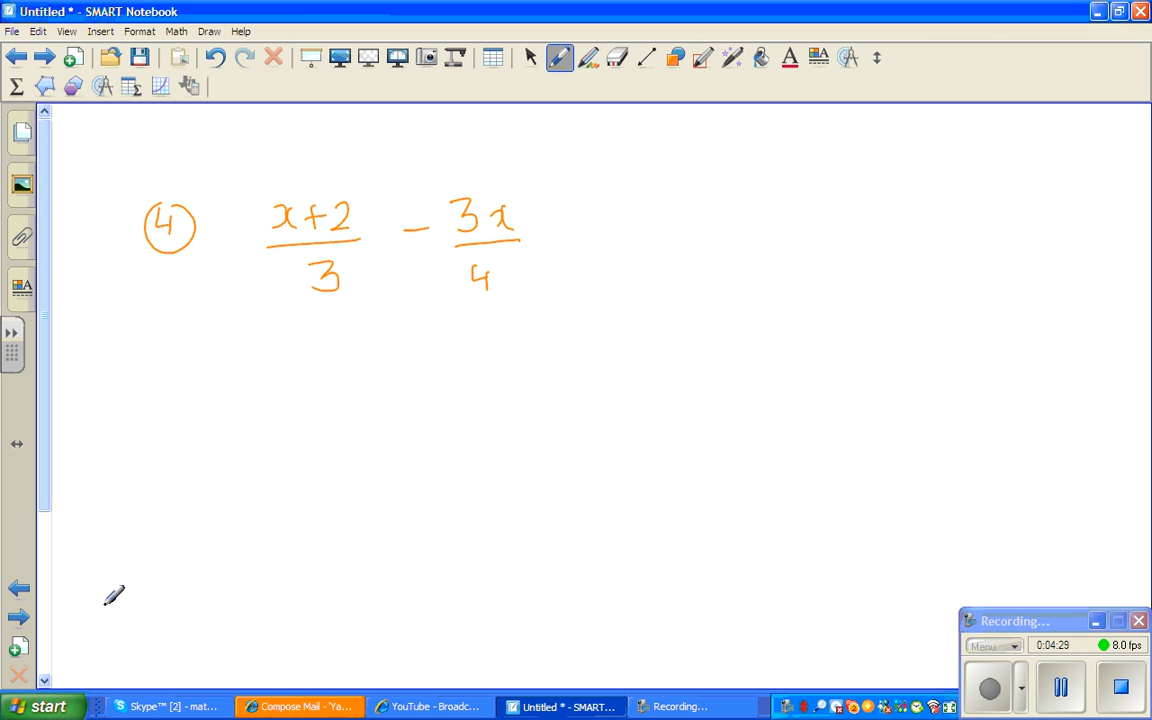 Untitled * - SMART Notebook
File Edit View Insert Format Math Draw Help
④ x+2/3 - 3x/4
Recording...
Menu 0:04:29 8.0 fps
start Skype™ [2] - mat... Compose Mail - 'Ya... YouTube - Broadc... Untitled * - SMART... Recording...